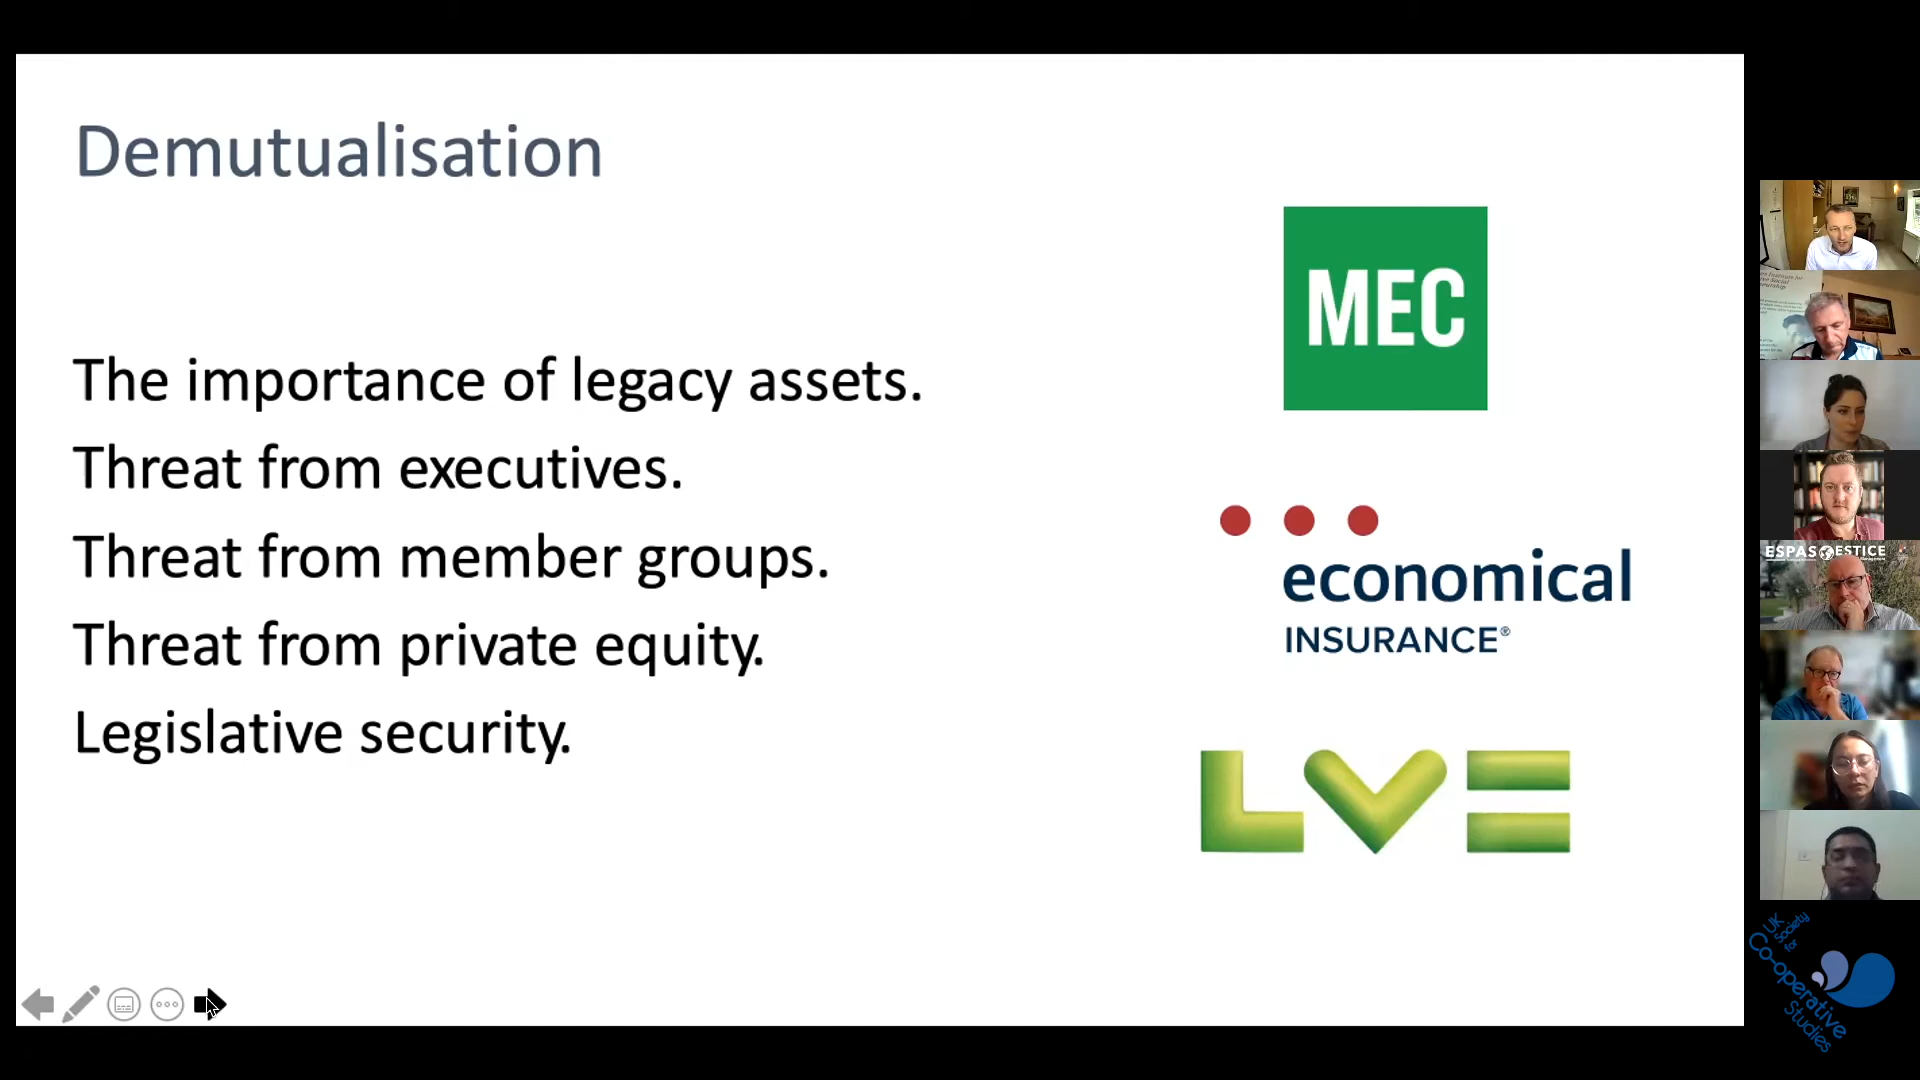 Demutualisation
The importance of legacy assets.
Threat from executives.
Threat from member groups.
Threat from private equity.
Legislative security.
MEC
economical
INSURANCE®
LV=
ESPAS ESTICE
UK
Society
for
Co-operative
Studies